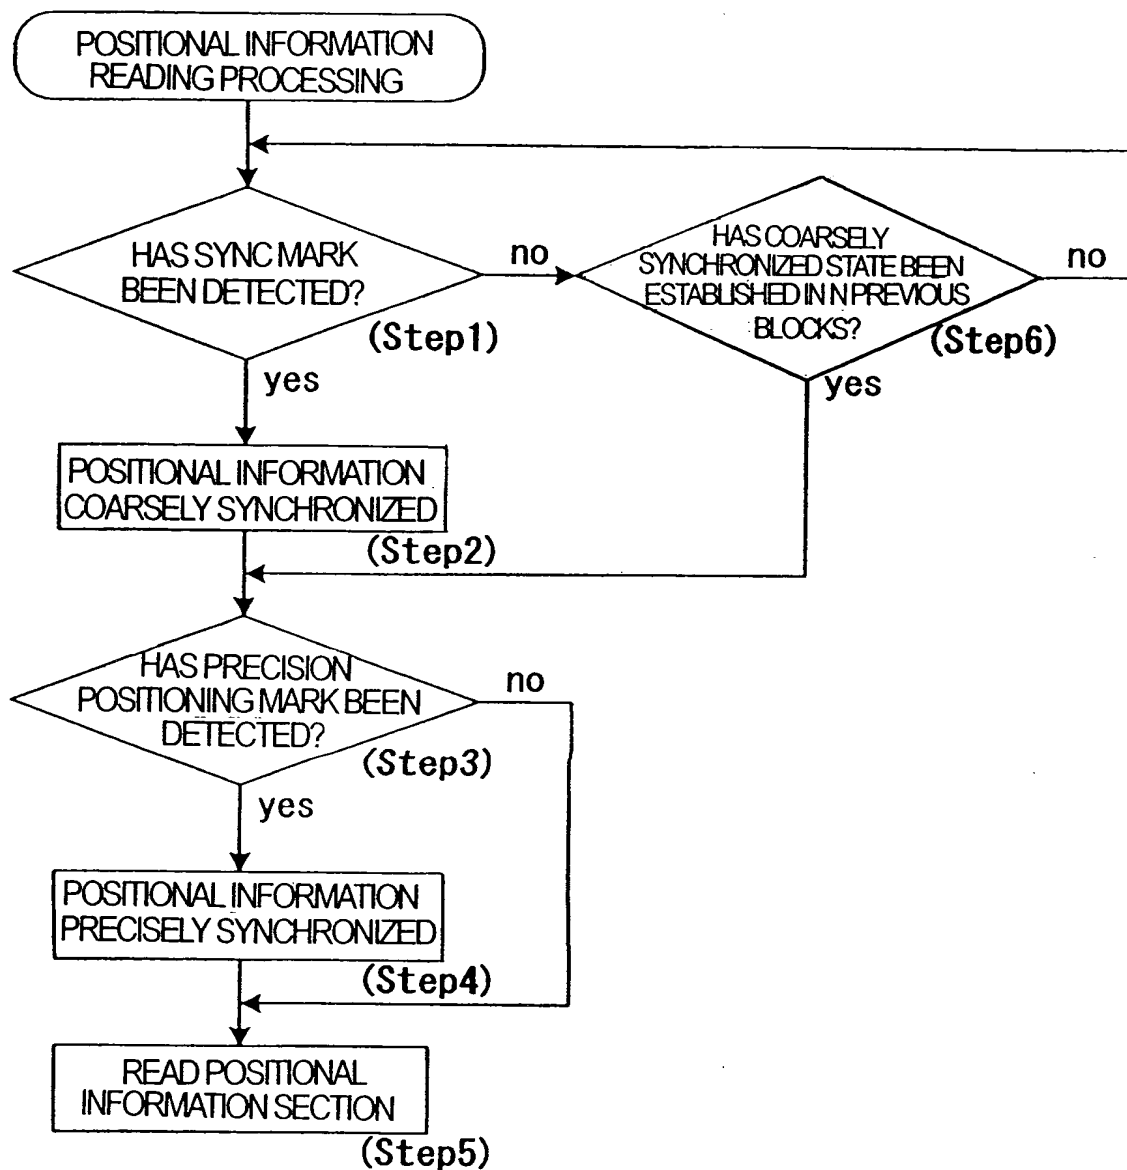 POSITIONAL INFORMATION
READING PROCESSING
HAS SYNC MARK
BEEN DETECTED?
(Step1)
no
HAS COARSELY
SYNCHRONIZED STATE BEEN
ESTABLISHED IN N PREVIOUS
BLOCKS?
(Step6)
no
yes
yes
POSITIONAL INFORMATION
COARSELY SYNCHRONIZED
(Step2)
HAS PRECISION
POSITIONING MARK BEEN
DETECTED?
(Step3)
no
yes
POSITIONAL INFORMATION
PRECISELY SYNCHRONIZED
(Step4)
READ POSITIONAL
INFORMATION SECTION
(Step5)